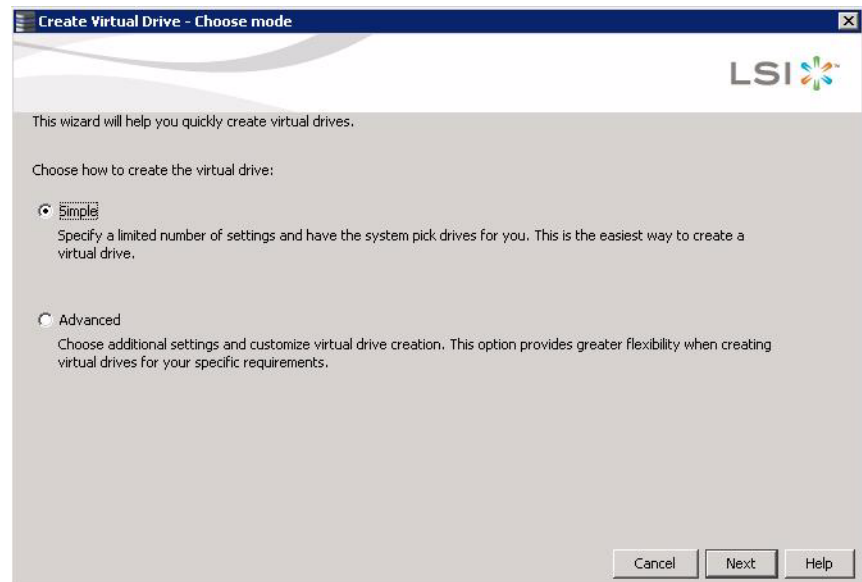 Create Virtual Drive - Choose mode
LSI
This wizard will help you quickly create virtual drives.
Choose how to create the virtual drive:
Simple
Specify a limited number of settings and have the system pick drives for you. This is the easiest way to create a
virtual drive.
Advanced
Choose additional settings and customize virtual drive creation. This option provides greater flexibility when creating
virtual drives for your specific requirements.
Cancel Next Help